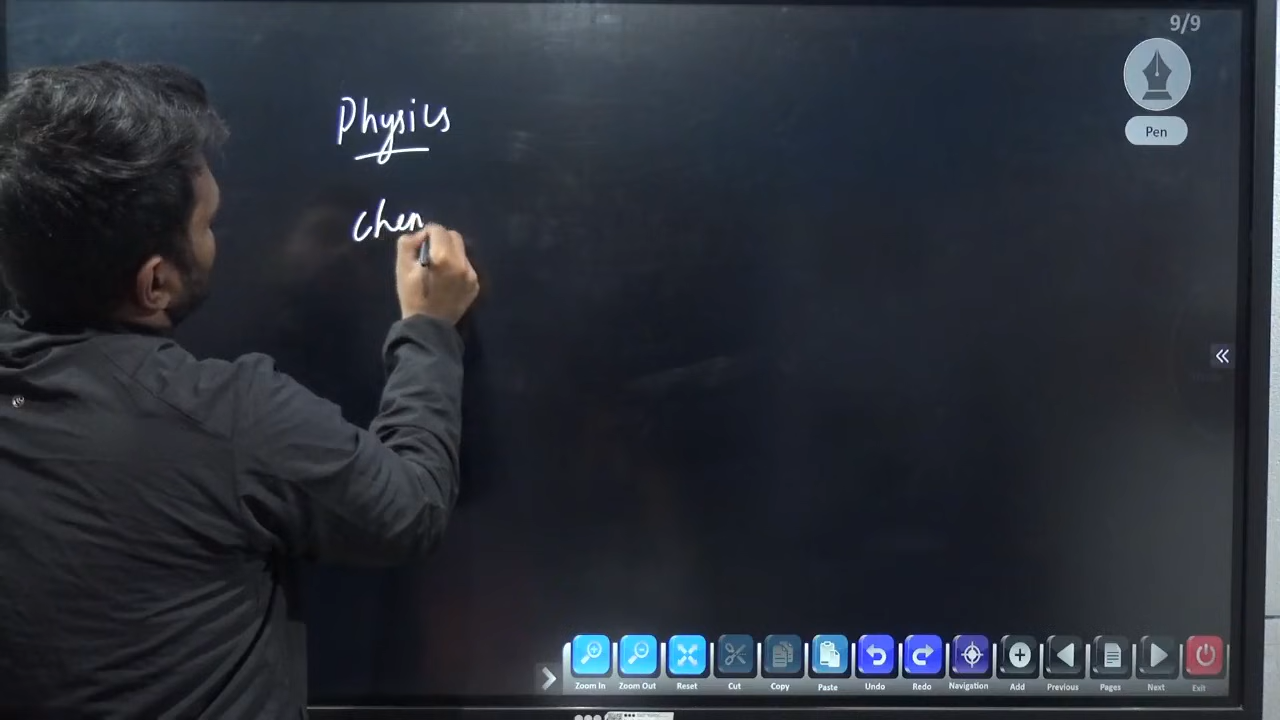 9/9
Pen
Physics
Chem
Zoom In Zoom Out Reset Cut Copy Paste Undo Redo Navigation Add Previous Pages Next Exit